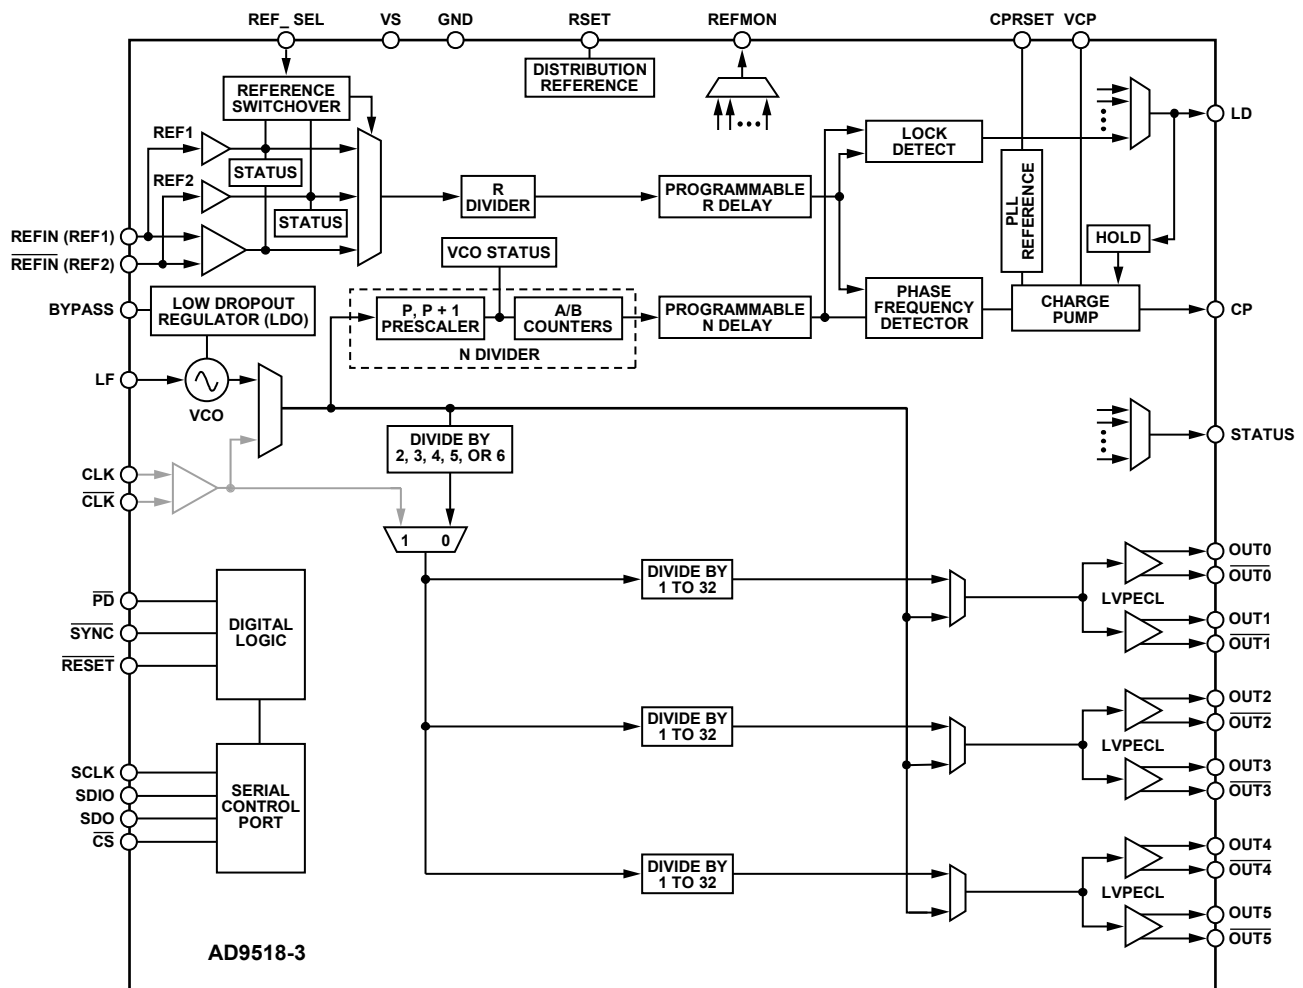 REF_ SEL
VS
GND
RSET
REFMON
CPRSET
VCP
DISTRIBUTION
REFERENCE
REFERENCE
SWITCHOVER
REF1
STATUS
REF2
STATUS
REFIN (REF1)
REFIN (REF2)
R
DIVIDER
PROGRAMMABLE
R DELAY
LOCK
DETECT
LD
PLL
REFERENCE
HOLD
VCO STATUS
BYPASS
LOW DROPOUT
REGULATOR (LDO)
P, P + 1
PRESCALER
A/B
COUNTERS
N DIVIDER
PROGRAMMABLE
N DELAY
PHASE
FREQUENCY
DETECTOR
CHARGE
PUMP
CP
LF
VCO
DIVIDE BY
2, 3, 4, 5, OR 6
STATUS
CLK
CLK
1 0
PD
SYNC
RESET
DIGITAL
LOGIC
DIVIDE BY
1 TO 32
LVPECL
OUT0
OUT0
OUT1
OUT1
DIVIDE BY
1 TO 32
LVPECL
OUT2
OUT2
OUT3
OUT3
SCLK
SDIO
SDO
CS
SERIAL
CONTROL
PORT
DIVIDE BY
1 TO 32
LVPECL
OUT4
OUT4
OUT5
OUT5
AD9518-3